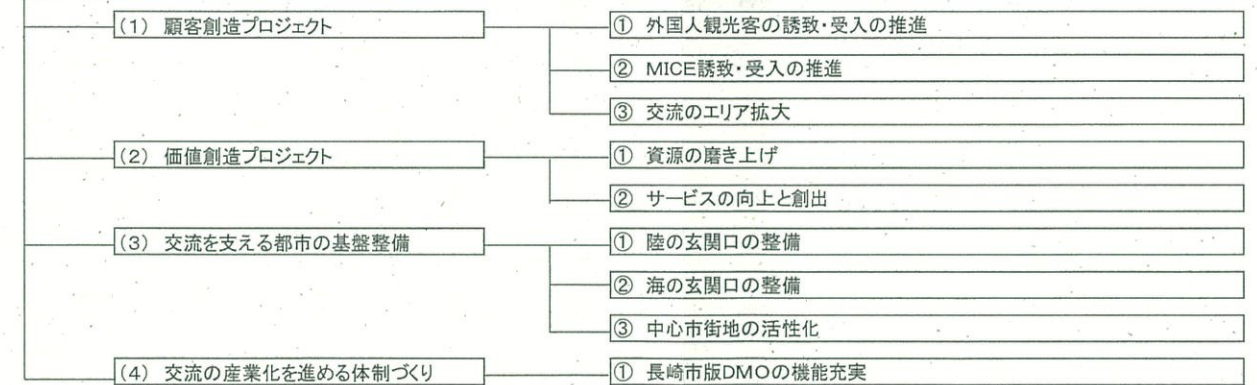 (1) 顧客創造プロジェクト
① 外国人観光客の誘致・受入の推進
② MICE誘致・受入の推進
③ 交流のエリア拡大
(2) 価値創造プロジェクト
① 資源の磨き上げ
② サービスの向上と創出
(3) 交流を支える都市の基盤整備
① 陸の玄関口の整備
② 海の玄関口の整備
③ 中心市街地の活性化
(4) 交流の産業化を進める体制づくり
① 長崎市版DMOの機能充実